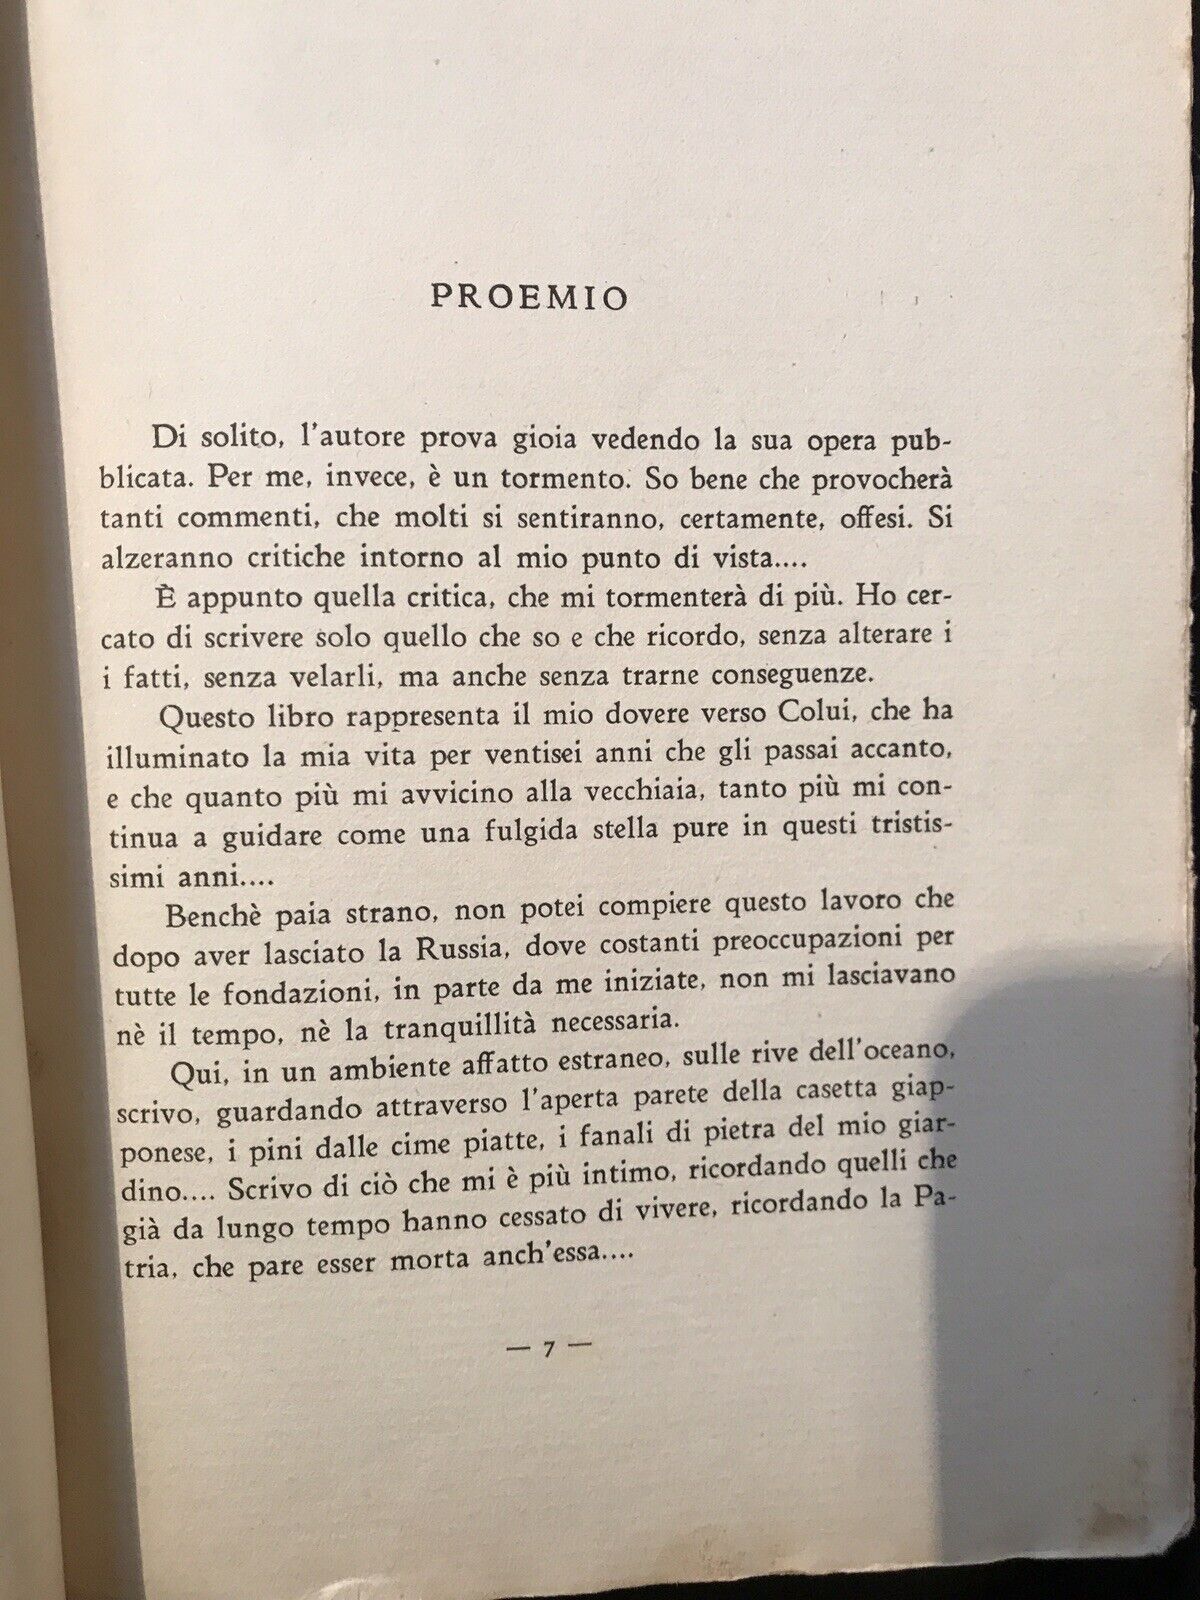 PROEMIO
Di solito, l'autore prova gioia vedendo la sua opera pub-
blicata. Per me, invece, è un tormento. So bene che provocherà
tanti commenti, che molti si sentiranno, certamente, offesi. Si
alzeranno critiche intorno al mio punto di vista....
È appunto quella critica, che mi tormenterà di più. Ho cer-
cato di scrivere solo quello che so e che ricordo, senza alterare i
i fatti, senza velarli, ma anche senza trarne conseguenze.
Questo libro rappresenta il mio dovere verso Colui, che ha
illuminato la mia vita per ventisei anni che gli passai accanto,
e che quanto più mi avvicino alla vecchiaia, tanto più mi con-
tinua a guidare come una fulgida stella pure in questi tristis-
simi anni....
Benchè paia strano, non potei compiere questo lavoro che
dopo aver lasciato la Russia, dove costanti preoccupazioni per
tutte le fondazioni, in parte da me iniziate, non mi lasciavano
nè il tempo, nè la tranquillità necessaria.
Qui, in un ambiente affatto estraneo, sulle rive dell'oceano,
scrivo, guardando attraverso l'aperta parete della casetta giap-
ponese, i pini dalle cime piatte, i fanali di pietra del mio giar-
dino.... Scrivo di ciò che mi è più intimo, ricordando quelli che
già da lungo tempo hanno cessato di vivere, ricordando la Pa-
tria, che pare esser morta anch'essa....
— 7 —